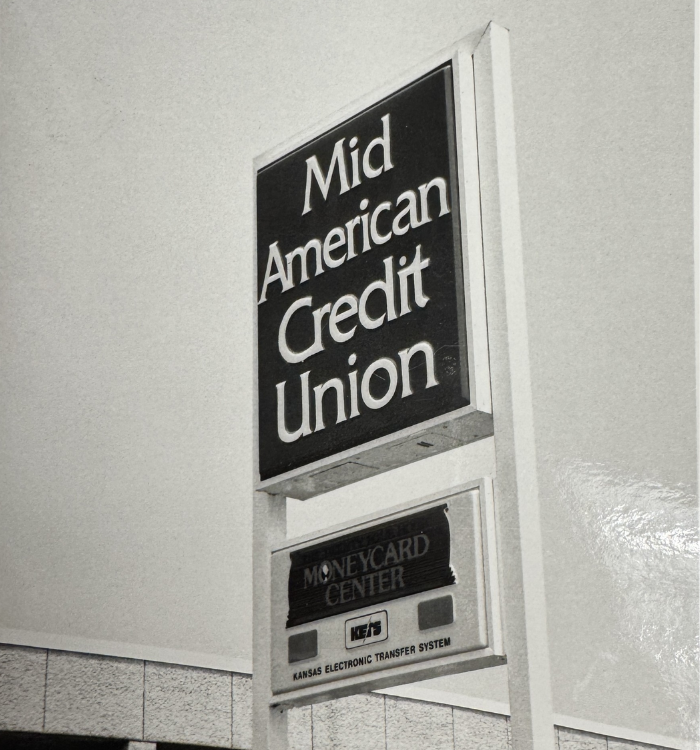 Mid
American
Credit
Union
MONEYCARD
CENTER
KETS
KANSAS ELECTRONIC TRANSFER SYSTEM